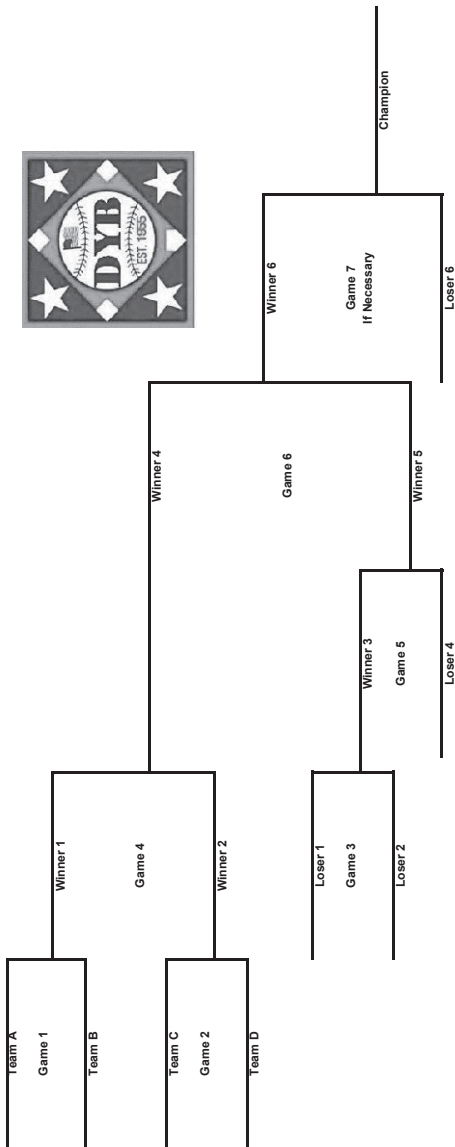 DYB
EST. 1955
Team A
Game 1
Team B
Team C
Game 2
Team D
Winner 1
Game 4
Winner 2
Loser 1
Game 3
Loser 2
Winner 3
Game 5
Loser 4
Winner 4
Game 6
Winner 5
Winner 6
Game 7
If Necessary
Loser 6
Champion